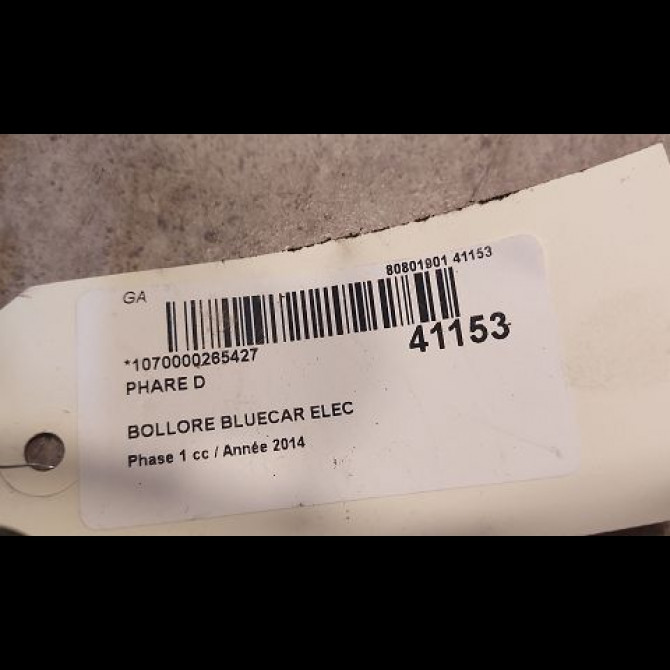 GA
80801901 41153
41153
*1070000265427
PHARE D
BOLLORE BLUECAR ELEC
Phase 1 cc / Année 2014